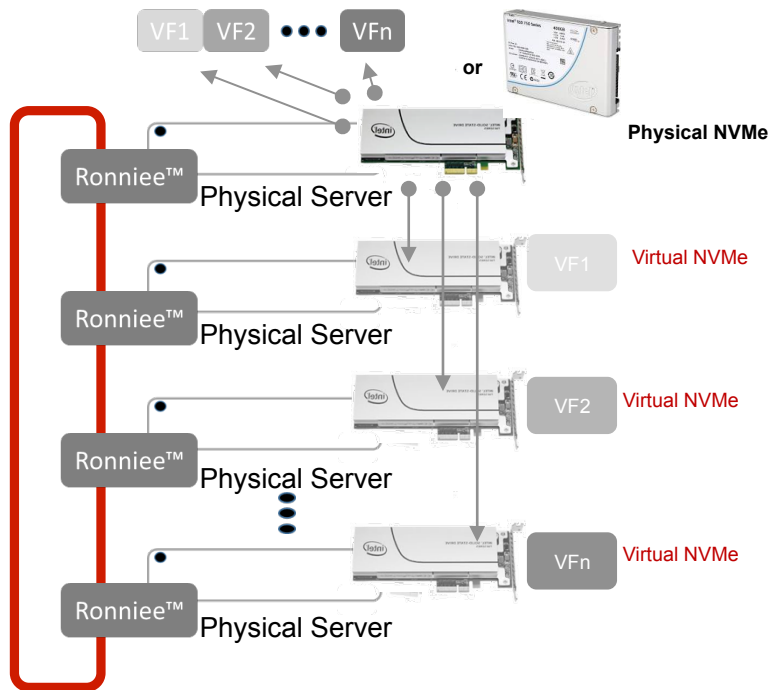 VF1 VF2 VFn
or
Physical NVMe
Ronniee™
Physical Server
VF1
Virtual NVMe
Ronniee™
Physical Server
VF2
Virtual NVMe
Ronniee™
Physical Server
VFn
Virtual NVMe
Ronniee™
Physical Server